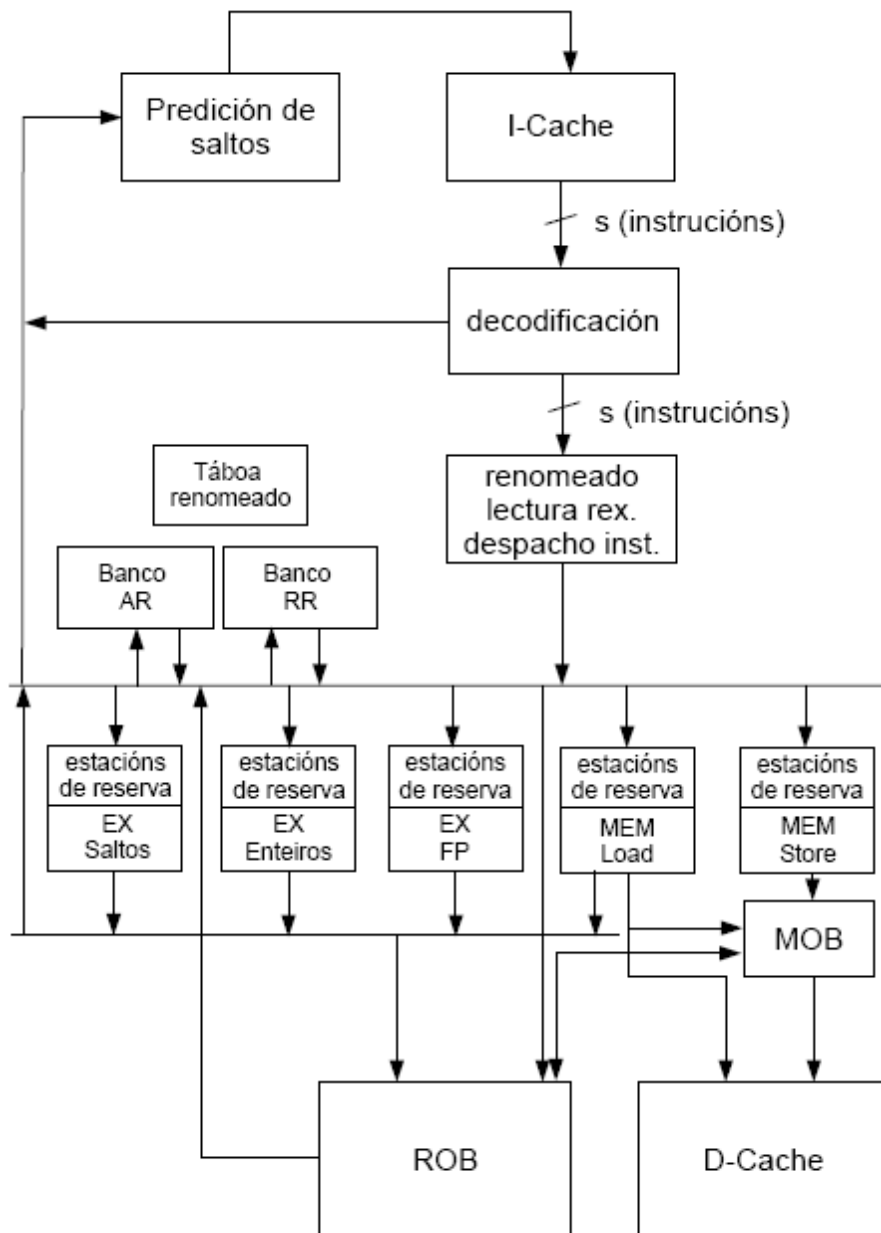 Predición de
saltos
I-Cache
s (instrucións)
decodificación
s (instrucións)
Táboa
renomeado
renomeado
lectura rex.
despacho inst.
Banco
AR
Banco
RR
estacións
de reserva
EX
Saltos
estacións
de reserva
EX
Enteiros
estacións
de reserva
EX
FP
estacións
de reserva
MEM
Load
estacións
de reserva
MEM
Store
MOB
ROB
D-Cache